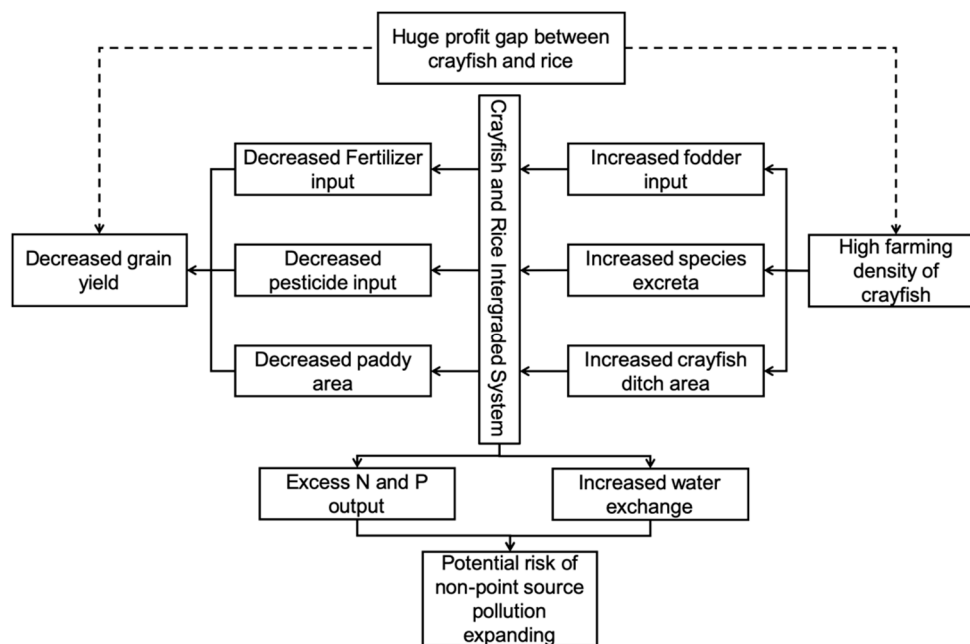 Huge profit gap between
crayfish and rice
Crayfish and Rice Intergraded System
Decreased Fertilizer
input
Increased fodder
input
Decreased grain
yield
Decreased
pesticide input
Increased species
excreta
High farming
density of
crayfish
Decreased paddy
area
Increased crayfish
ditch area
Excess N and P
output
Increased water
exchange
Potential risk of
non-point source
pollution
expanding